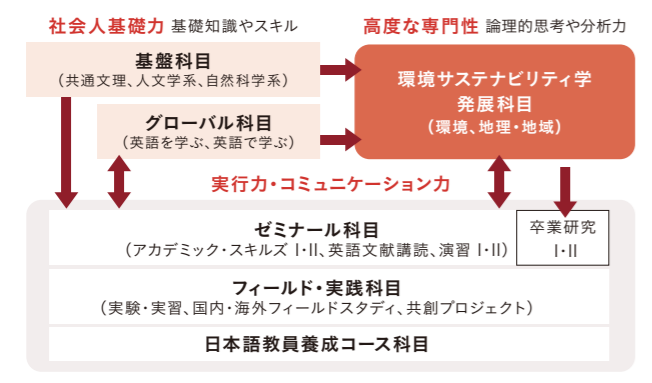 社会人基礎力 基礎知識やスキル
高度な専門性 論理的思考や分析力
基盤科目
（共通文理、人文学系、自然科学系）
グローバル科目
（英語を学ぶ、英語で学ぶ）
環境サステナビリティ学
発展科目
（環境、地理・地域）
実行力・コミュニケーション力
ゼミナール科目
（アカデミック・スキルズ Ⅰ・Ⅱ、英語文献講読、演習 Ⅰ・Ⅱ）
卒業研究
Ⅰ・Ⅱ
フィールド・実践科目
（実験・実習、国内・海外フィールドスタディ、共創プロジェクト）
日本語教員養成コース科目